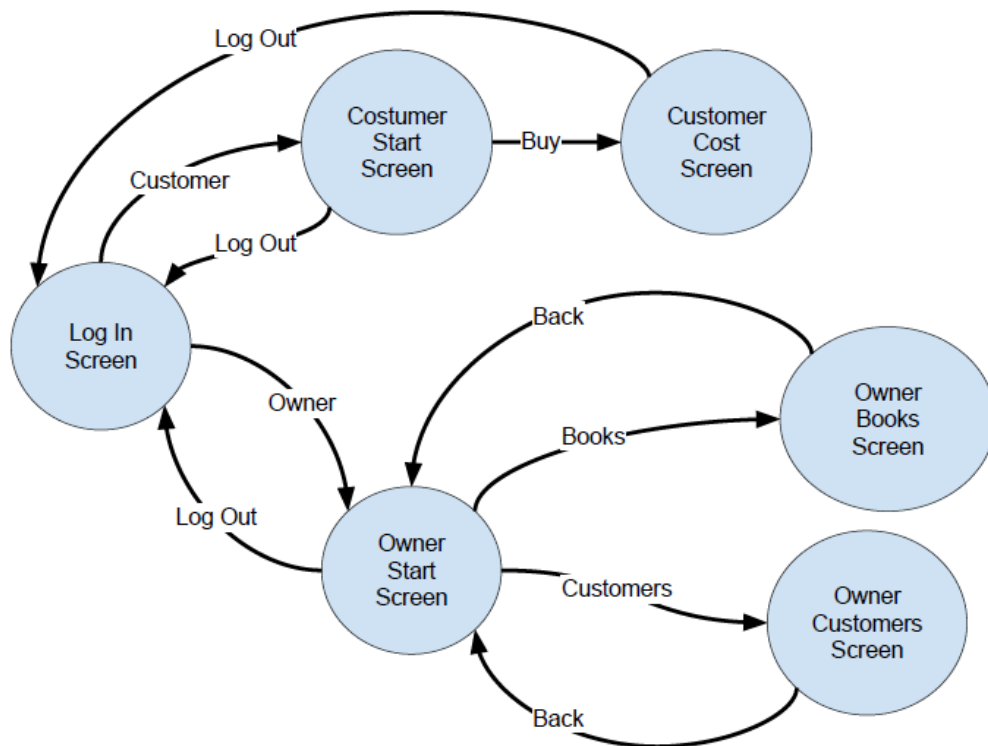 Log Out
Costumer
Start
Screen
Buy
Customer
Cost
Screen
Customer
Log Out
Log In
Screen
Back
Owner
Owner
Books
Screen
Books
Log Out
Owner
Start
Screen
Customers
Owner
Customers
Screen
Back